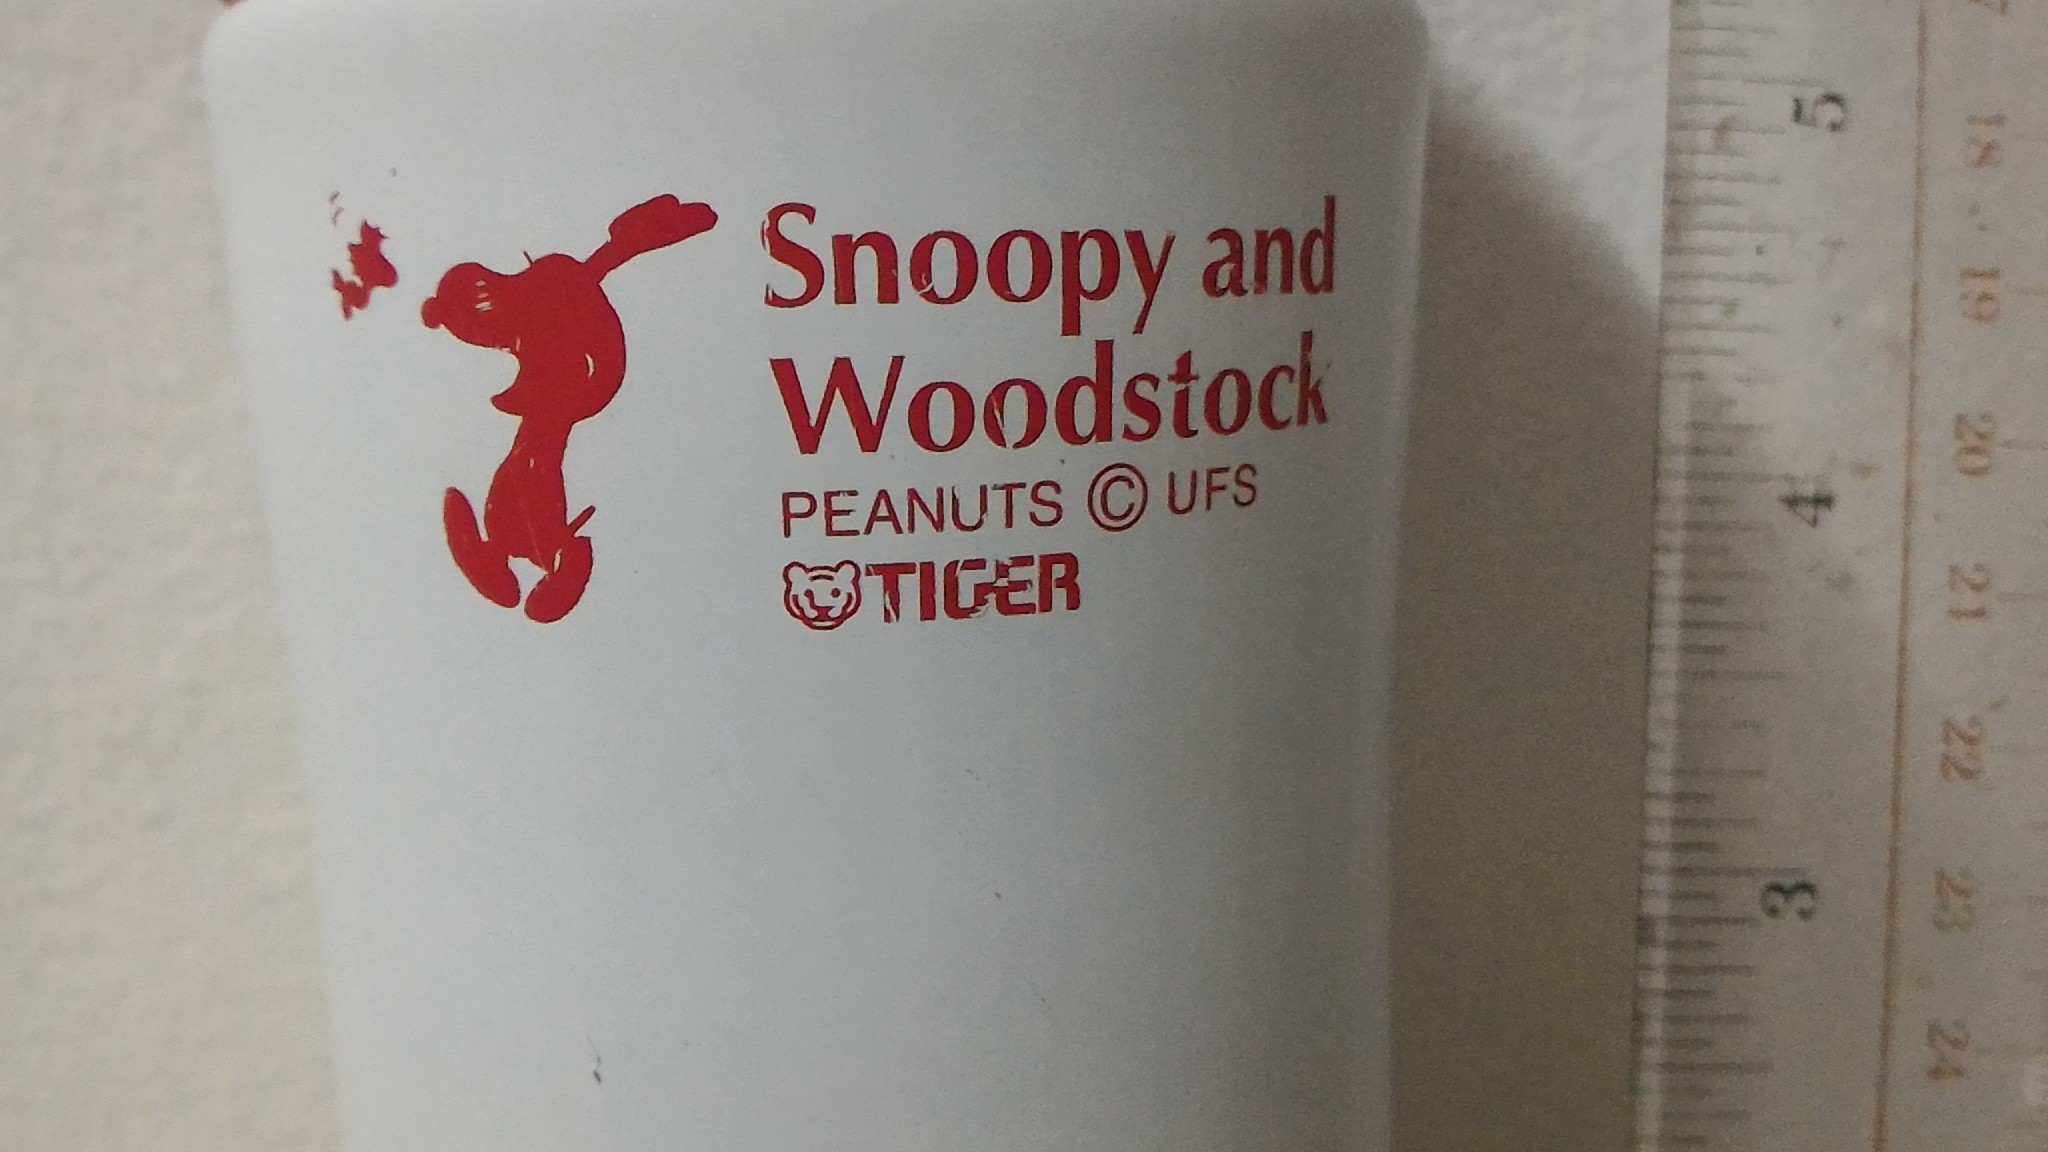 Snoopy and
Woodstock
PEANUTS © UFS
TIGER
5
4
3
18
19
20
21
22
23
24